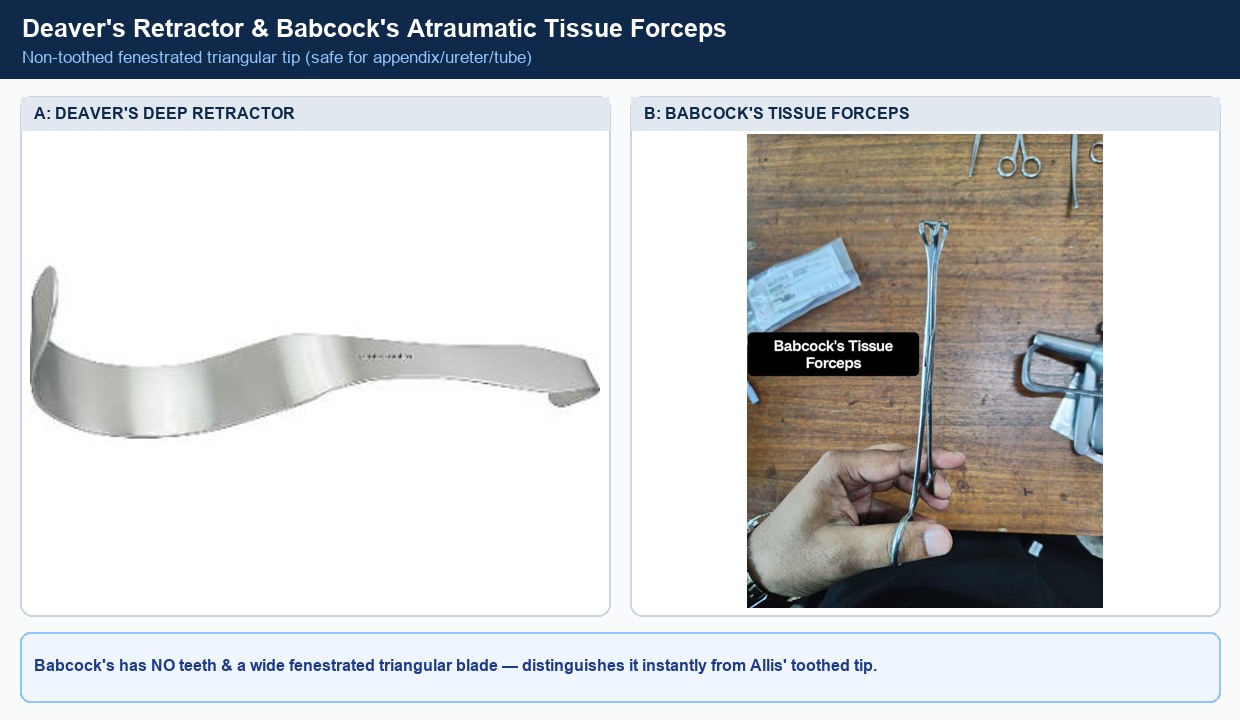 Deaver's Retractor & Babcock's Atraumatic Tissue Forceps
Non-toothed fenestrated triangular tip (safe for appendix/ureter/tube)
A: DEAVER'S DEEP RETRACTOR
B: BABCOCK'S TISSUE FORCEPS
Babcock's Tissue
Forceps
Babcock's has NO teeth & a wide fenestrated triangular blade — distinguishes it instantly from Allis' toothed tip.